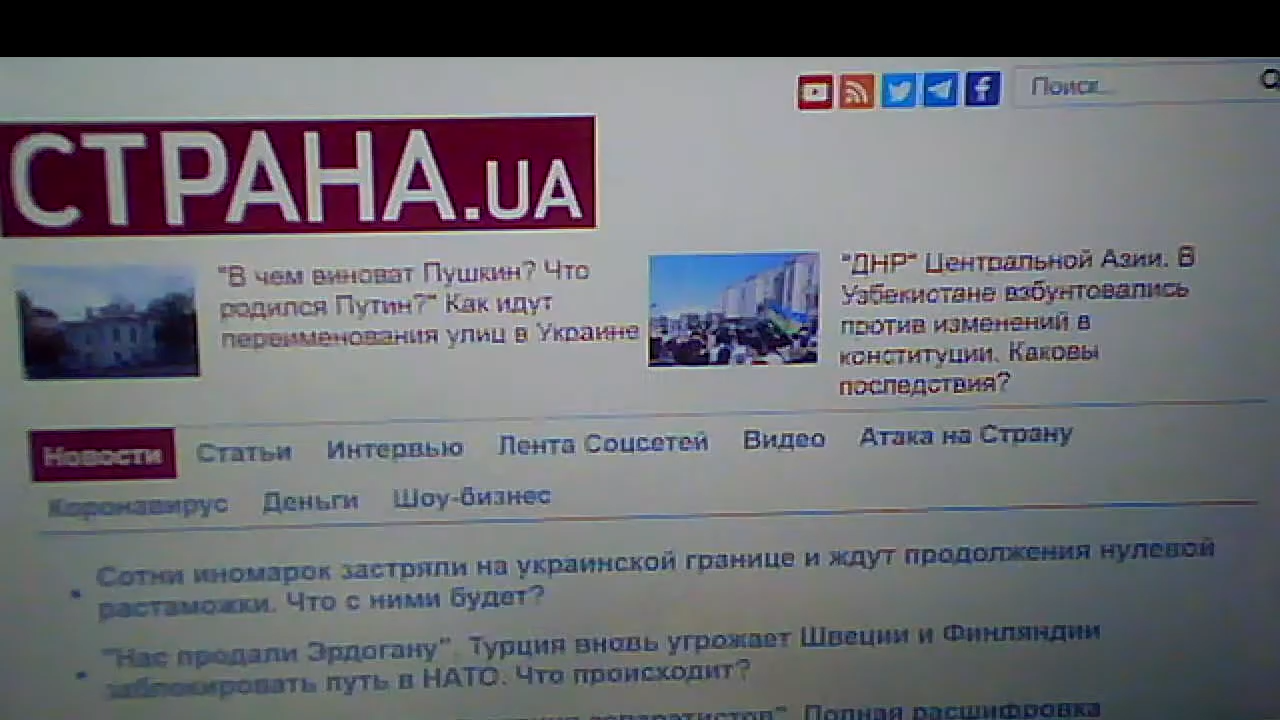 Поиск...
СТРАНА.UA
"В чем виноват Пушкин? Что
родился Путин?" Как идут
переименования улиц в Украине
"ДНР" Центральной Азии. В
Узбекистане взбунтовались
против изменений в
конституции. Каковы
последствия?
Новости Статьи Интервью Лента Соцсетей Видео Атака на Страну
Коронавирус Деньги Шоу-бизнес
Сотни иномарок застряли на украинской границе и ждут продолжения нулевой
растаможки. Что с ними будет?
"Нас продали Эрдогану". Турция вновь угрожает Швеции и Финляндии
заблокировать путь в НАТО. Что происходит?
сепаратистов". Полная расшифровка